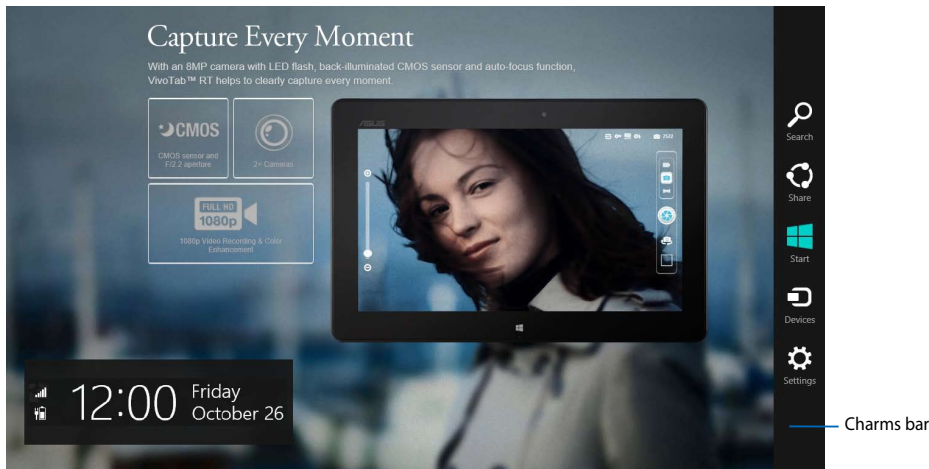 Capture Every Moment
With an 8MP camera with LED flash, back-illuminated CMOS sensor and auto-focus function,
VivoTab™ RT helps to clearly capture every moment.
CMOS
CMOS sensor and
F/2.2 aperture
2+ Cameras
FULL HD
1080p
1080p Video Recording & Color
Enhancement
ASUS
Search
Share
Start
Devices
Settings
12:00
Friday
October 26
Charms bar